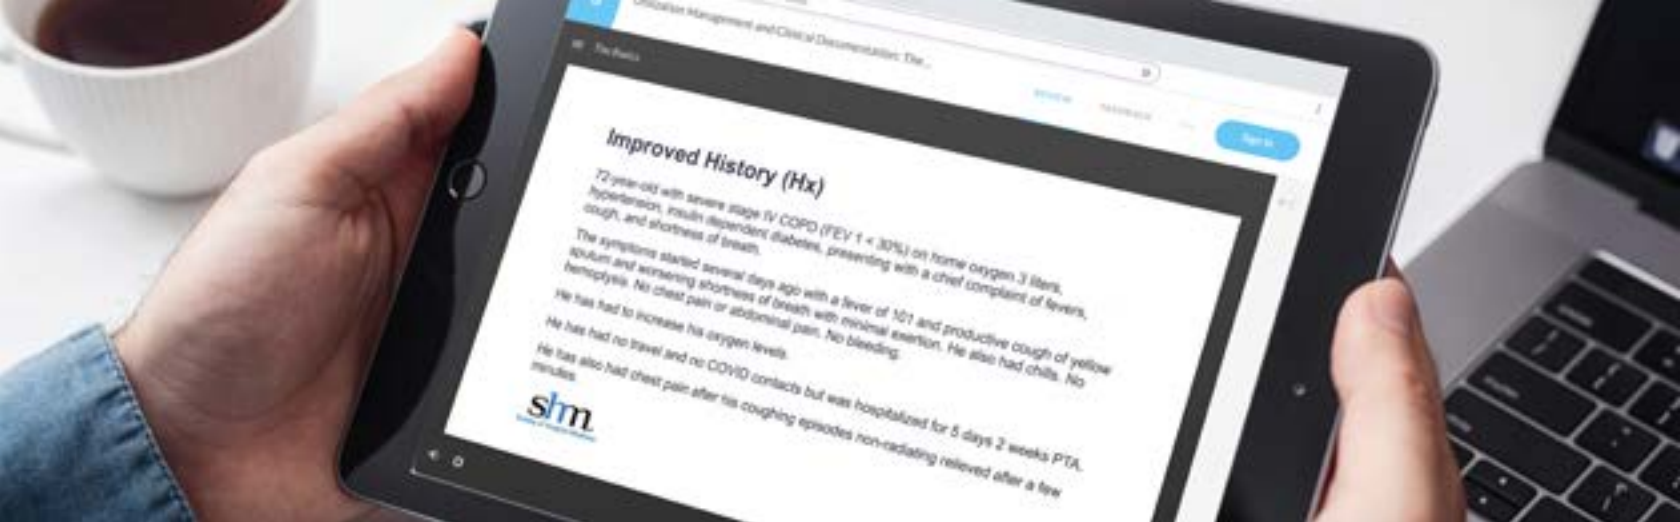 Utilization Management and Clinical Documentation: The...
The Basics
REVIEW
FEEDBACK
Sign In
Improved History (Hx)
72-year-old with severe stage IV COPD (FEV 1 < 30%) on home oxygen 3 liters,
hypertension, insulin dependent diabetes, presenting with a chief complaint of fevers,
cough, and shortness of breath.
The symptoms started several days ago with a fever of 101 and productive cough of yellow
sputum and worsening shortness of breath with minimal exertion. He also had chills. No
hemoptysis. No chest pain or abdominal pain. No bleeding.
He has had to increase his oxygen levels.
He has had no travel and no COVID contacts but was hospitalized for 5 days 2 weeks PTA.
He has also had chest pain after his coughing episodes non-radiating relieved after a few
minutes.
shm
Society of Hospital Medicine